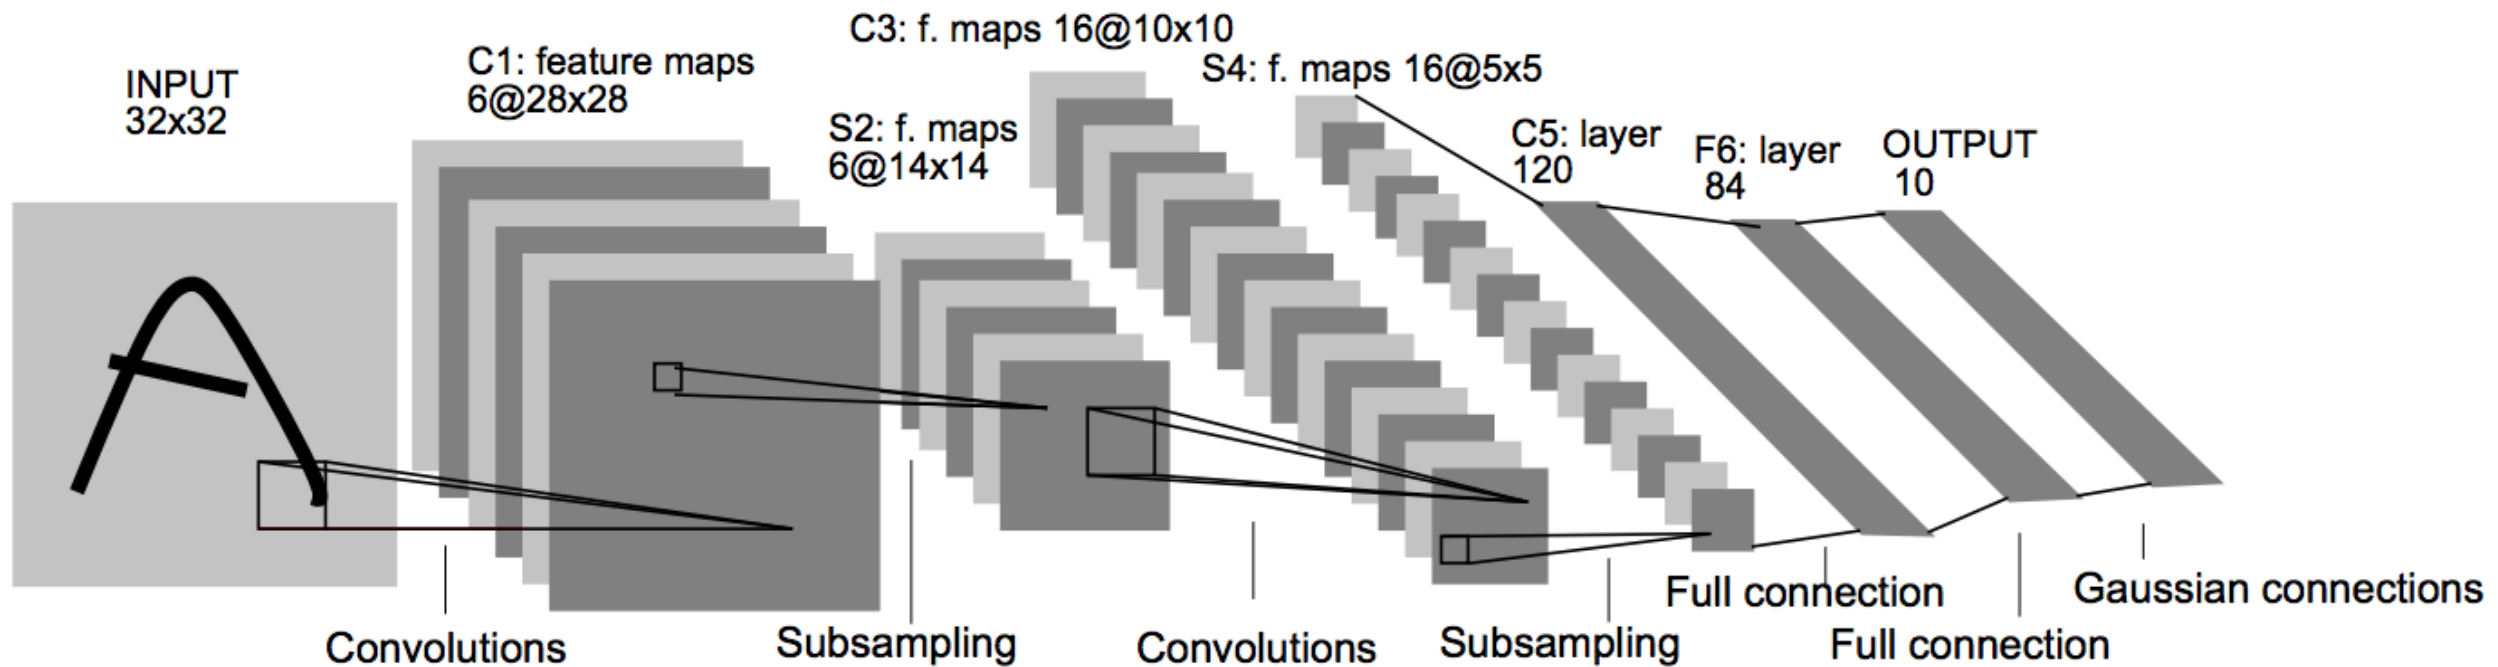 INPUT
32x32
C1: feature maps
6@28x28
S2: f. maps
6@14x14
C3: f. maps 16@10x10
S4: f. maps 16@5x5
C5: layer
120
F6: layer
84
OUTPUT
10
Convolutions
Subsampling
Convolutions
Subsampling
Full connection
Full connection
Gaussian connections